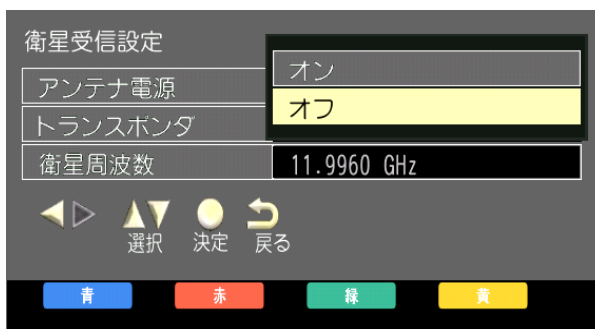 衛星受信設定
アンテナ電源
オン
オフ
トランスポンダ
衛星周波数 11.9960 GHz
選択 決定 戻る
青 赤 緑 黄